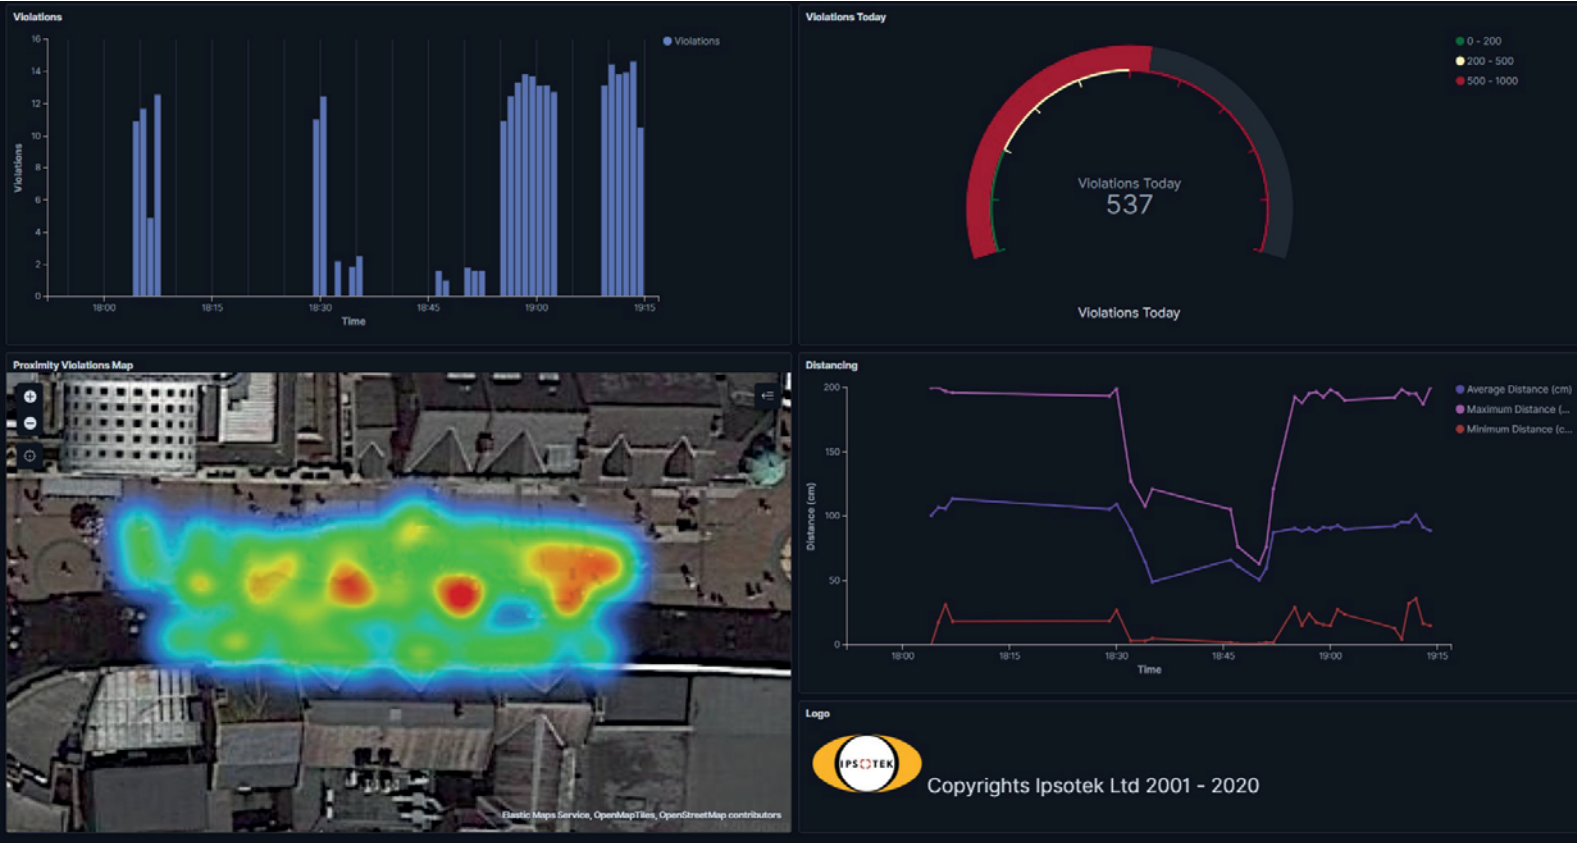 Violations
16
14
12
10
8
6
4
2
0
Violations
18:00
18:15
18:30
18:45
19:00
19:15
Time
Violations
Violations Today
0 - 200
200 - 500
500 - 1000
Violations Today
537
Violations Today
Proximity Violations Map
Elastic Maps Service, OpenMapTiles, OpenStreetMap contributors
Distancing
200
150
100
50
0
Distance (cm)
18:00
18:15
18:30
18:45
19:00
19:15
Time
Average Distance (cm)
Maximum Distance (...
Minimum Distance (c...
Logo
IPSOTEK
Copyrights Ipsotek Ltd 2001 - 2020